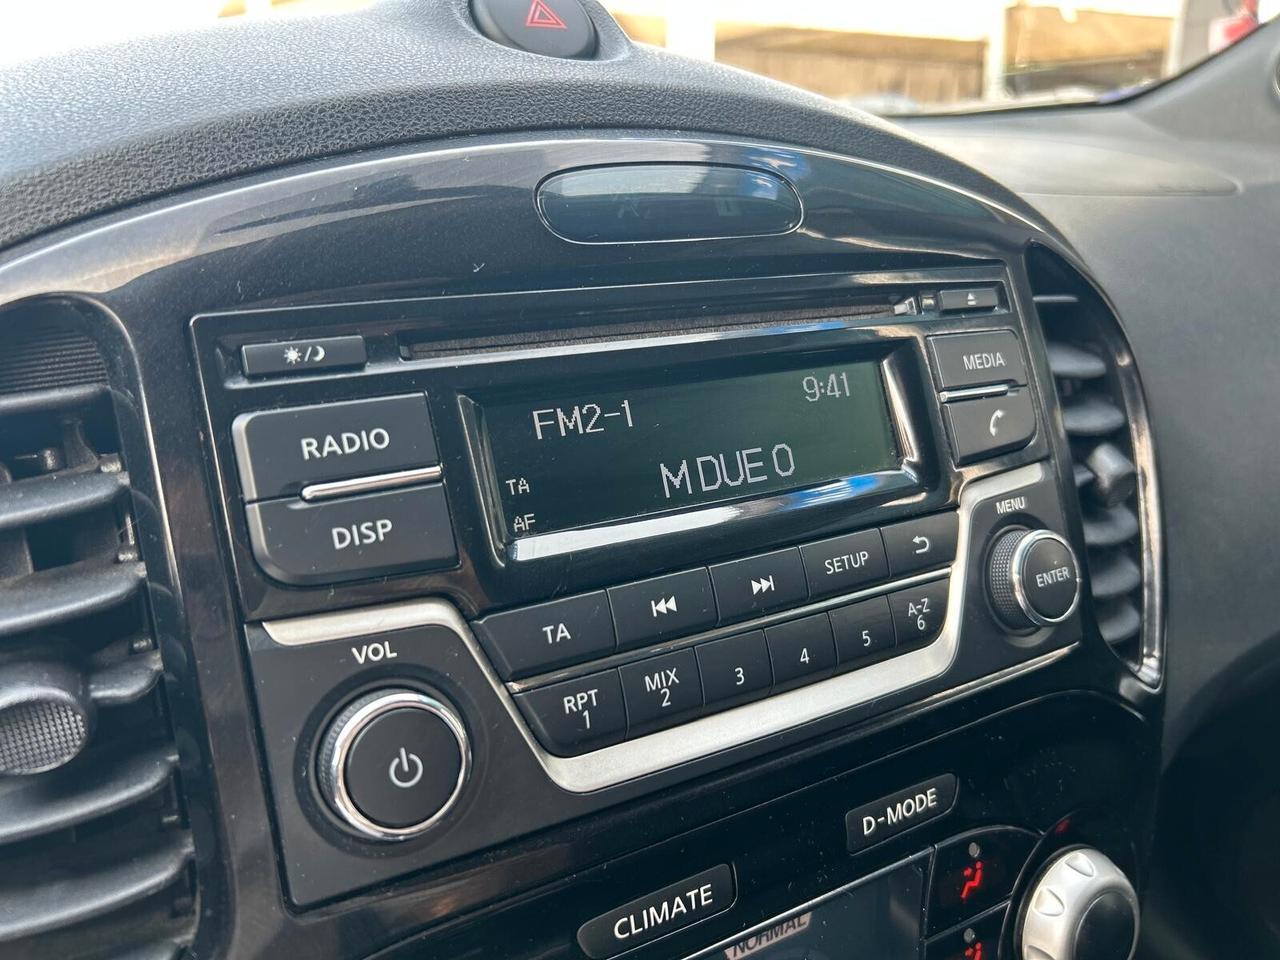 9:41
FM2-1
MDUE0
TA
AF
RADIO
DISP
MEDIA
MENU
ENTER
VOL
TA
SETUP
RPT
1
MIX
2
3
4
5
A-Z
6
D-MODE
CLIMATE
NORMAL